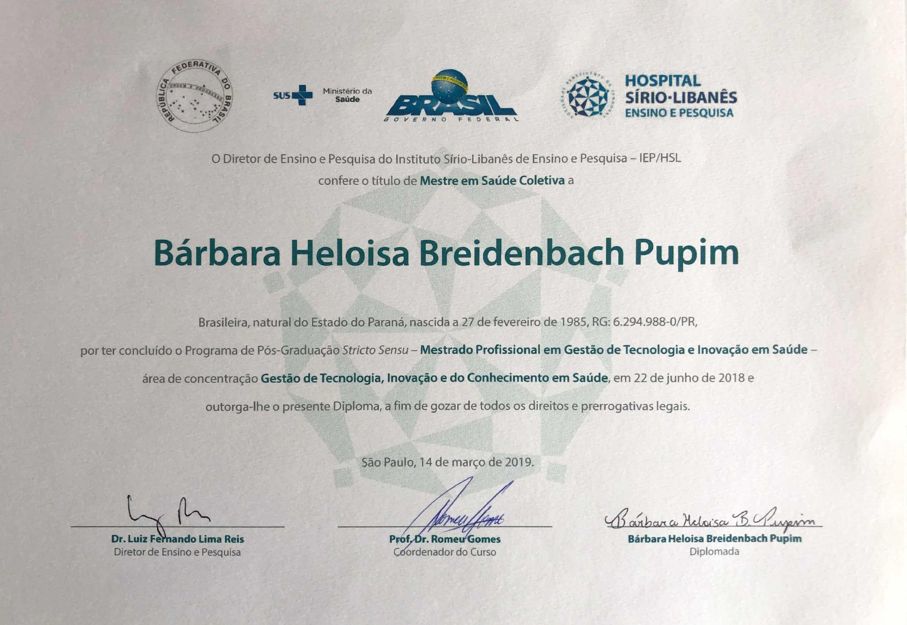 REPÚBLICA FEDERATIVA DO BRASIL
SUS
Ministério da
Saúde
BRASIL
GOVERNO FEDERAL
HOSPITAL
SÍRIO-LIBANÊS
ENSINO E PESQUISA
O Diretor de Ensino e Pesquisa do Instituto Sírio-Libanês de Ensino e Pesquisa – IEP/HSL
confere o título de Mestre em Saúde Coletiva a
Bárbara Heloisa Breidenbach Pupim
Brasileira, natural do Estado do Paraná, nascida a 27 de fevereiro de 1985, RG: 6.294.988-0/PR,
por ter concluído o Programa de Pós-Graduação Stricto Sensu – Mestrado Profissional em Gestão de Tecnologia e Inovação em Saúde –
área de concentração Gestão de Tecnologia, Inovação e do Conhecimento em Saúde, em 22 de junho de 2018 e
outorga-lhe o presente Diploma, a fim de gozar de todos os direitos e prerrogativas legais.
São Paulo, 14 de março de 2019.
Romeu Gomes
Bárbara Heloisa B. Pupim
Dr. Luiz Fernando Lima Reis
Diretor de Ensino e Pesquisa
Prof. Dr. Romeu Gomes
Coordenador do Curso
Bárbara Heloisa Breidenbach Pupim
Diplomada